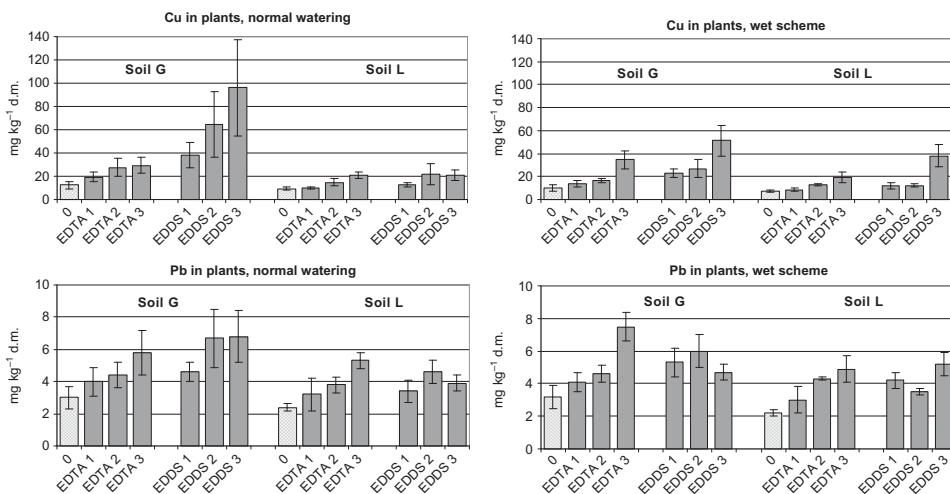 Cu in plants, normal watering
mg kg⁻¹ d.m.
140
120
100
80
60
40
20
0
Soil G
Soil L
0 EDTA 1 EDTA 2 EDTA 3 EDDS 1 EDDS 2 EDDS 3 0 EDTA 1 EDTA 2 EDTA 3 EDDS 1 EDDS 2 EDDS 3
Cu in plants, wet scheme
mg kg⁻¹ d.m.
140
120
100
80
60
40
20
0
Soil G
Soil L
0 EDTA 1 EDTA 2 EDTA 3 EDDS 1 EDDS 2 EDDS 3 0 EDTA 1 EDTA 2 EDTA 3 EDDS 1 EDDS 2 EDDS 3
Pb in plants, normal watering
mg kg⁻¹ d.m.
10
8
6
4
2
0
Soil G
Soil L
0 EDTA 1 EDTA 2 EDTA 3 EDDS 1 EDDS 2 EDDS 3 0 EDTA 1 EDTA 2 EDTA 3 EDDS 1 EDDS 2 EDDS 3
Pb in plants, wet scheme
mg kg⁻¹ d.m.
10
8
6
4
2
0
Soil G
Soil L
0 EDTA 1 EDTA 2 EDTA 3 EDDS 1 EDDS 2 EDDS 3 0 EDTA 1 EDTA 2 EDTA 3 EDDS 1 EDDS 2 EDDS 3